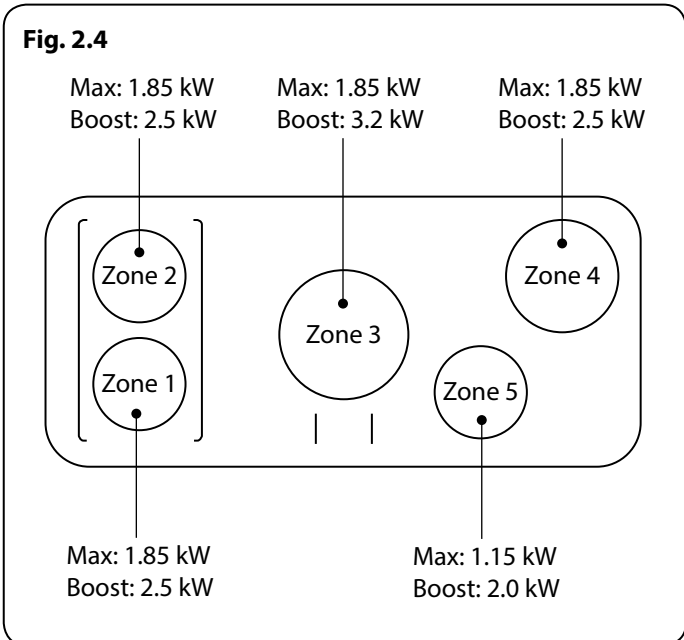 Fig. 2.4
Max: 1.85 kW
Boost: 2.5 kW
Max: 1.85 kW
Boost: 3.2 kW
Max: 1.85 kW
Boost: 2.5 kW
Zone 2
Zone 4
Zone 3
Zone 1
Zone 5
Max: 1.85 kW
Boost: 2.5 kW
Max: 1.15 kW
Boost: 2.0 kW